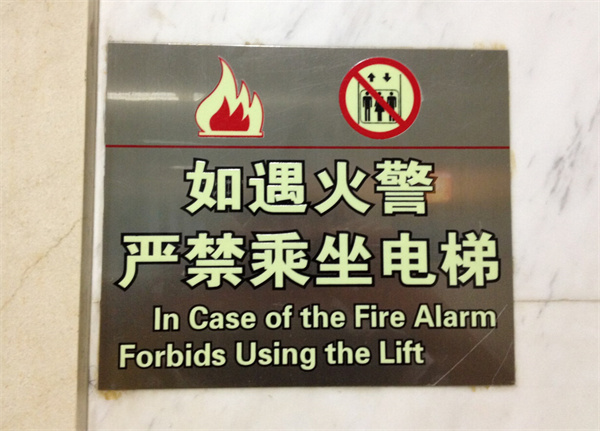 如遇火警
严禁乘坐电梯
In Case of the Fire Alarm
Forbids Using the Lift